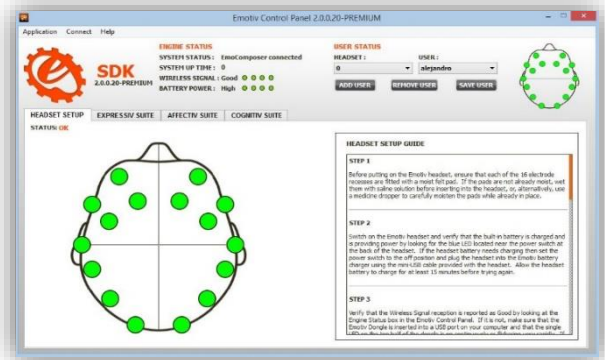 Emotiv Control Panel 2.0.0.20-PREMIUM
Application Connect Help
SDK
2.0.0.20-PREMIUM
ENGINE STATUS
SYSTEM STATUS: EmoComposer connected
SYSTEM UP TIME: 0
WIRELESS SIGNAL: Good
BATTERY POWER: High
USER STATUS
HEADSET: USER:
0 alejandro
ADD USER REMOVE USER SAVE USER
HEADSET SETUP EXPRESSIV SUITE AFFECTIV SUITE COGNITIV SUITE
STATUS: OK
HEADSET SETUP GUIDE
STEP 1
Before putting on the Emotiv headset, ensure that each of the 16 electrode
recesses are fitted with a moist felt pad. If the pads are not already moist, wet
them with saline solution before inserting into the headset, or, alternatively, use
a medicine dropper to carefully moisten the pads while already in place.
STEP 2
Switch on the Emotiv headset and verify that the built-in battery is charged and
is providing power by looking for the blue LED located near the power switch at
the back of the headset. If the headset battery needs charging then set the
power switch to the off position and plug the headset into the Emotiv battery
charger using the mini-USB cable provided with the headset. Allow the headset
battery to charge for at least 15 minutes before trying again.
STEP 3
Verify that the Wireless Signal reception is reported as Good by looking at the
Engine Status box in the Emotiv Control Panel. If it is not, make sure that the
Emotiv Dongle is inserted into a USB port on your computer and that the single